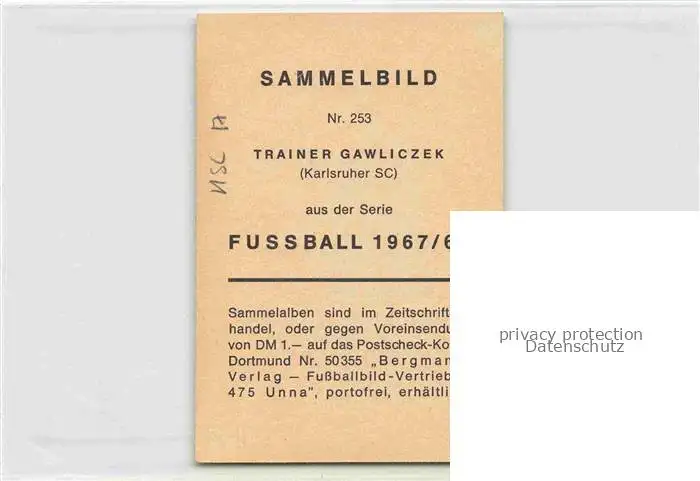 SAMMELBILD
Nr. 253
TRAINER GAWLICZEK
(Karlsruher SC)
aus der Serie
FUSSBALL 1967/6
Sammelalben sind im Zeitschrift
handel, oder gegen Voreinsendu
von DM 1.— auf das Postscheck-Ko
Dortmund Nr. 50355 „Bergman
Verlag – Fußballbild-Vertrieb
475 Unna”, portofrei, erhältli
privacy protection
Datenschutz